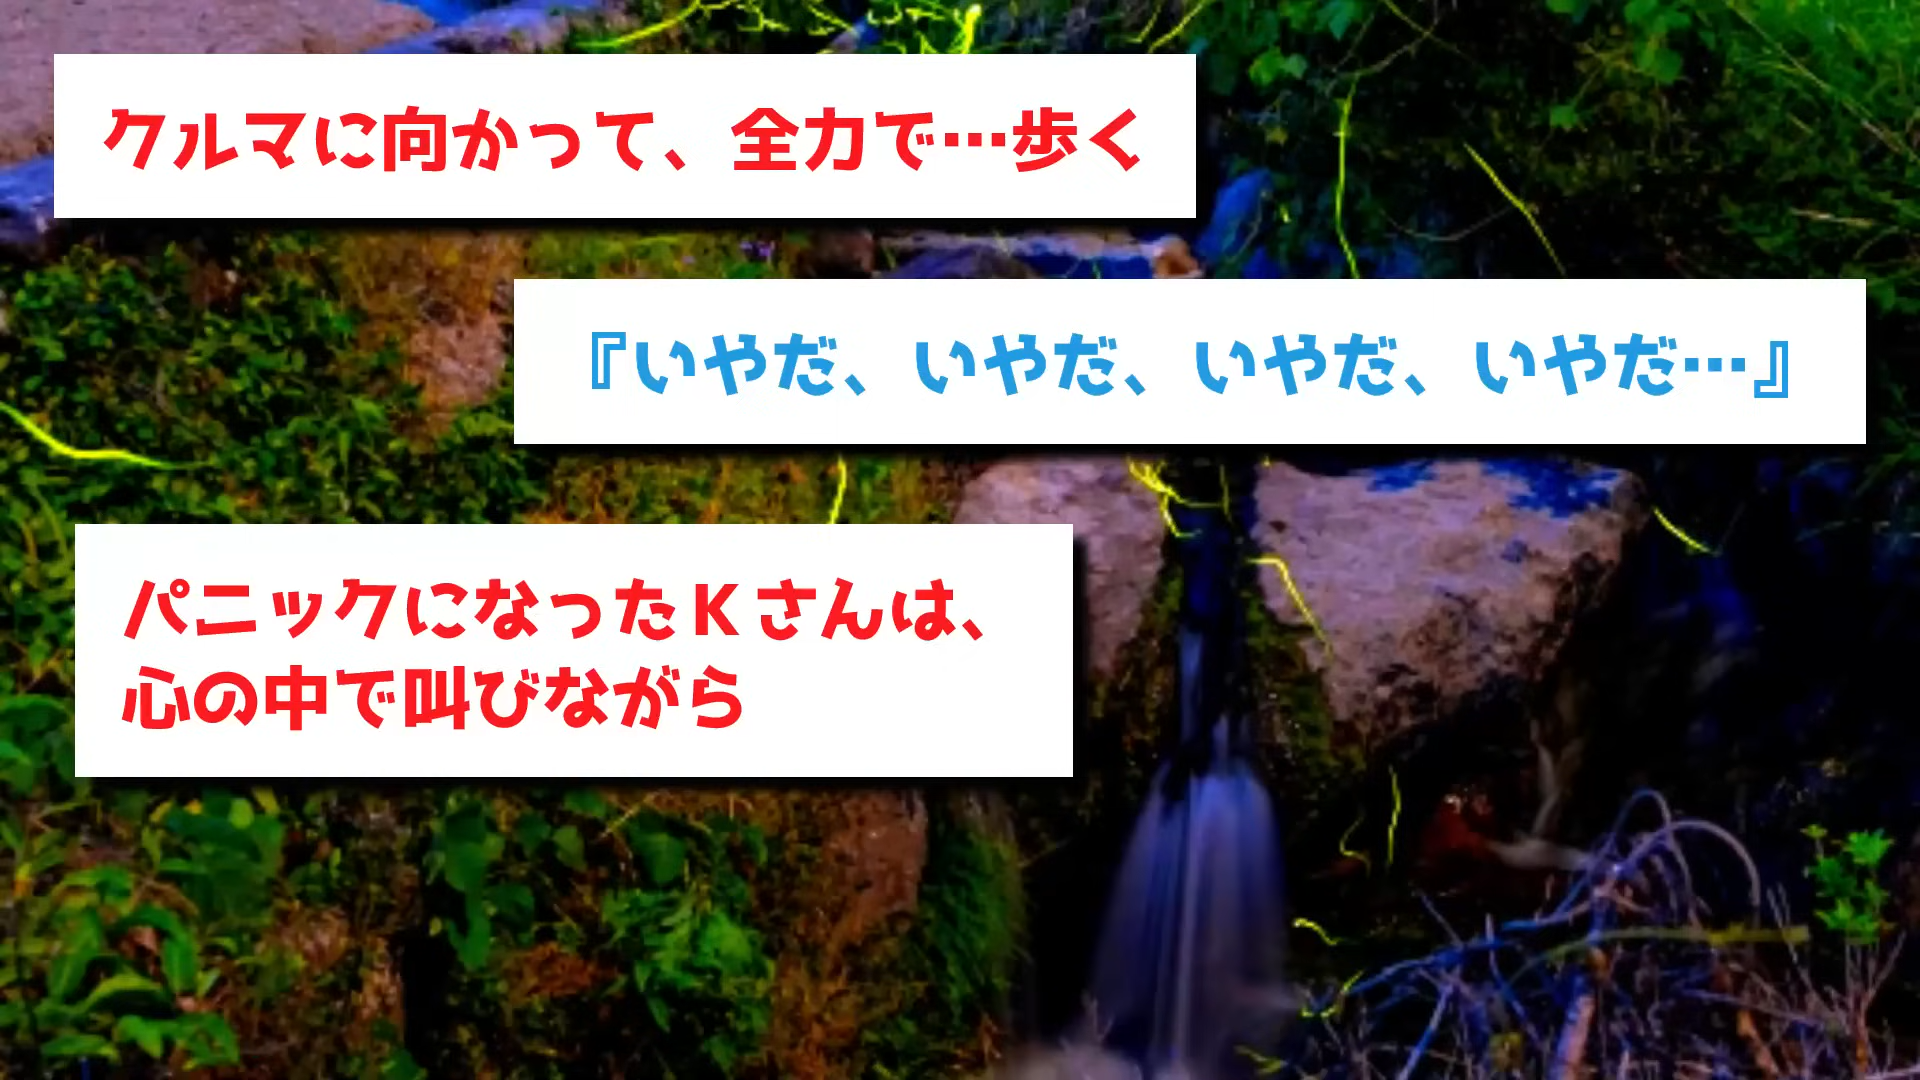 クルマに向かって、全力で…歩く
『いやだ、いやだ、いやだ、いやだ…』
パニックになったＫさんは、
心の中で叫びながら